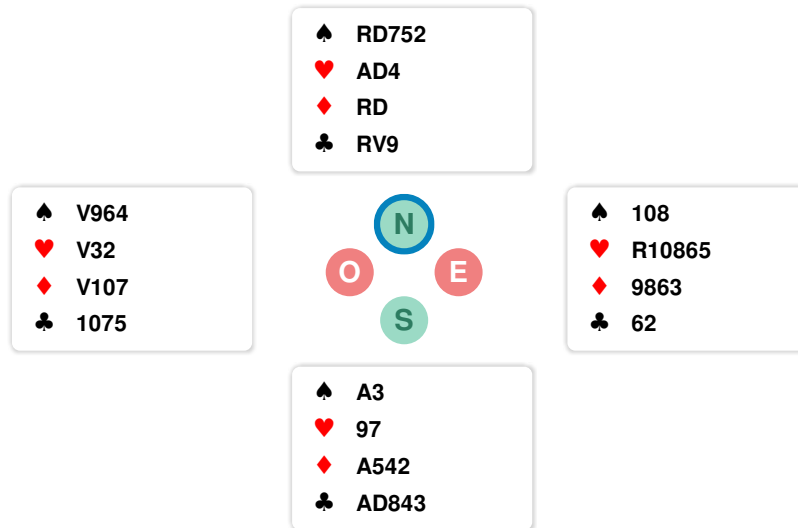 ♠ RD752
♥ AD4
♦ RD
♣ RV9
♠ V964
♥ V32
♦ V107
♣ 1075
N
O E
S
♠ 108
♥ R10865
♦ 9863
♣ 62
♠ A3
♥ 97
♦ A542
♣ AD843